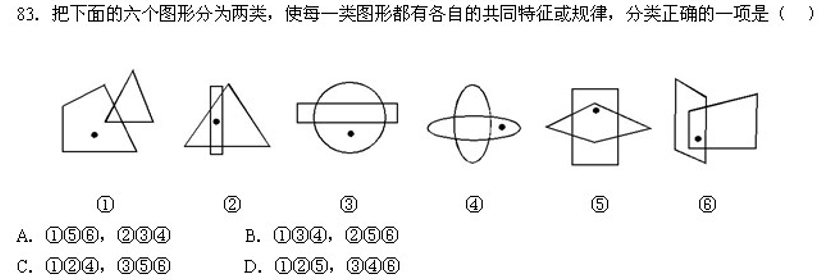 83. 把下面的六个图形分为两类，使每一类图形都有各自的共同特征或规律，分类正确的一项是（ ）
① ② ③ ④ ⑤ ⑥
A. ①⑤⑥，②③④ B. ①③④，②⑤⑥
C. ①②④，③⑤⑥ D. ①②⑤，③④⑥